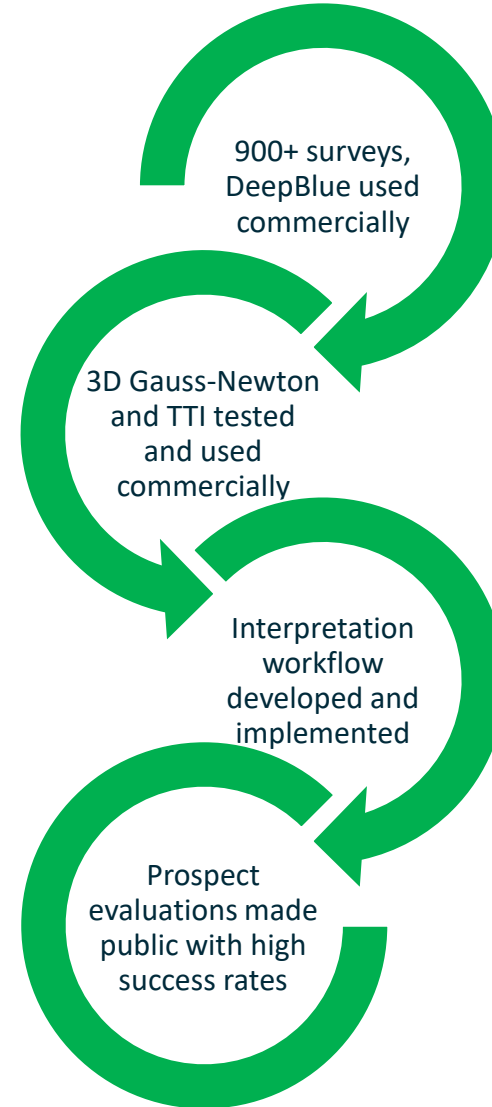 900+ surveys,
DeepBlue used
commercially
3D Gauss-Newton
and TTI tested
and used
commercially
Interpretation
workflow
developed and
implemented
Prospect
evaluations made
public with high
success rates